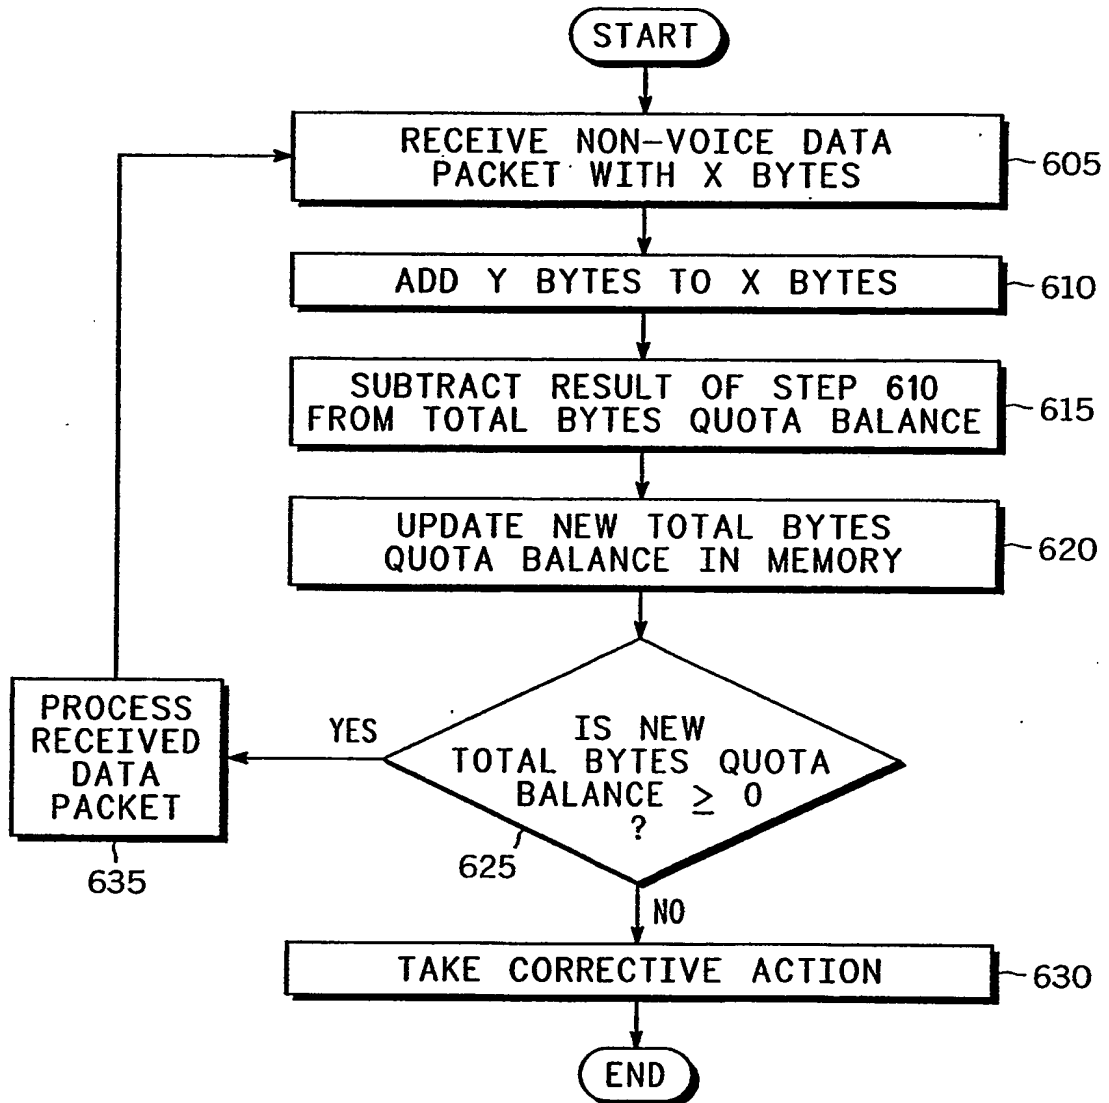 START
RECEIVE NON-VOICE DATA
PACKET WITH X BYTES
605
ADD Y BYTES TO X BYTES
610
SUBTRACT RESULT OF STEP 610
FROM TOTAL BYTES QUOTA BALANCE
615
UPDATE NEW TOTAL BYTES
QUOTA BALANCE IN MEMORY
620
PROCESS
RECEIVED
DATA
PACKET
635
YES
IS NEW
TOTAL BYTES QUOTA
BALANCE ≥ 0
?
625
NO
TAKE CORRECTIVE ACTION
630
END